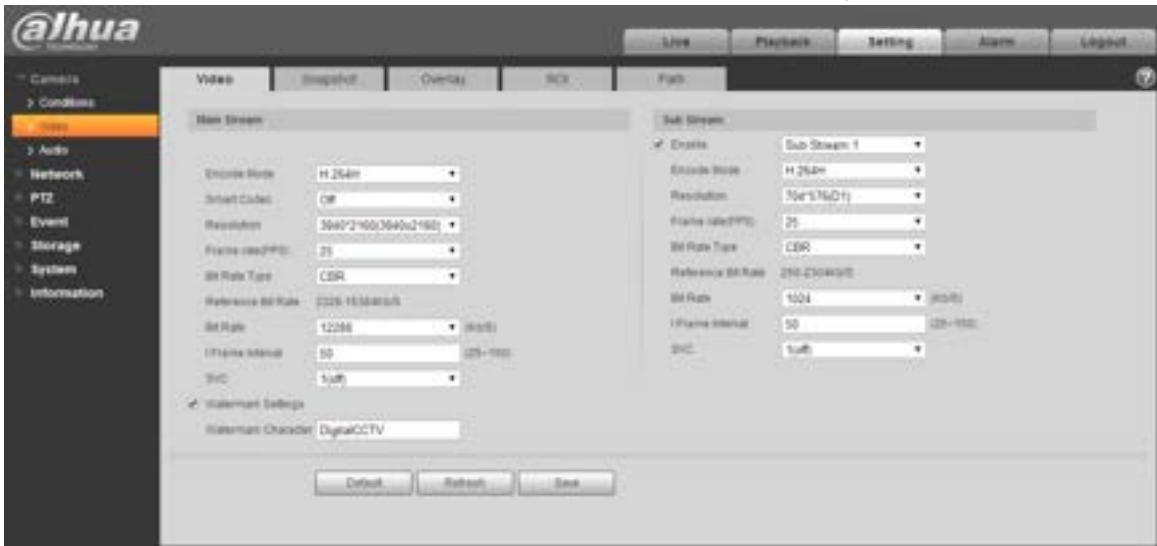 alhua
TECHNOLOGY
Live
Playback
Setting
Alarm
Logout
Camera
Conditions
Video
Audio
Network
PTZ
Event
Storage
System
Information
Video
Snapshot
Overlay
ROI
Path
Main Stream
Encode Mode H.264H
Smart Codec Off
Resolution 3840*2160(3840x2160)
Frame rate(FPS) 25
Bit Rate Type CBR
Reference Bit Rate
Bit Rate 12288 (Kb/S)
I Frame Interval 50 (25~150)
SVC 1(off)
Watermark Settings
Watermark Character DigitalCCTV
Sub Stream
Enable Sub Stream 1
Encode Mode H.264H
Resolution 704*576(D1)
Frame rate(FPS) 25
Bit Rate Type CBR
Reference Bit Rate
Bit Rate 1024 (Kb/S)
I Frame Interval 50 (25~150)
SVC 1(off)
Default
Refresh
Save